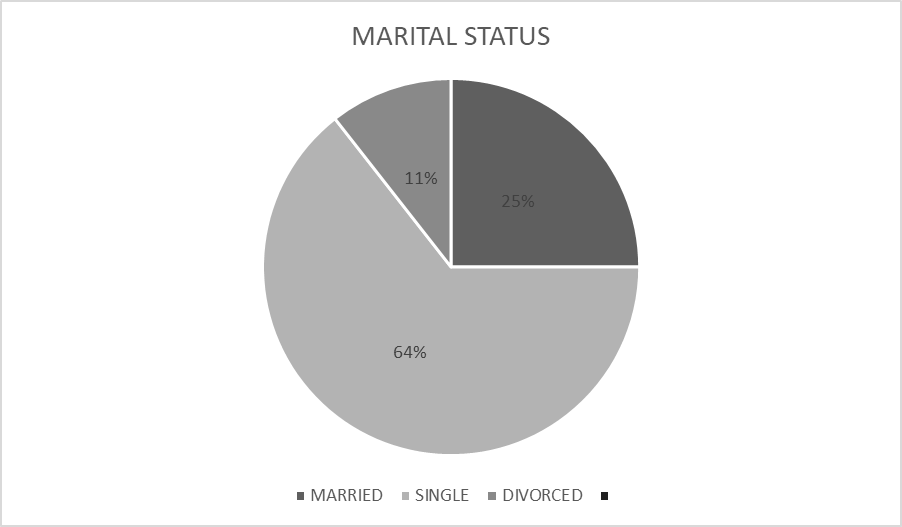 MARITAL STATUS
11%
25%
64%
MARRIED SINGLE DIVORCED